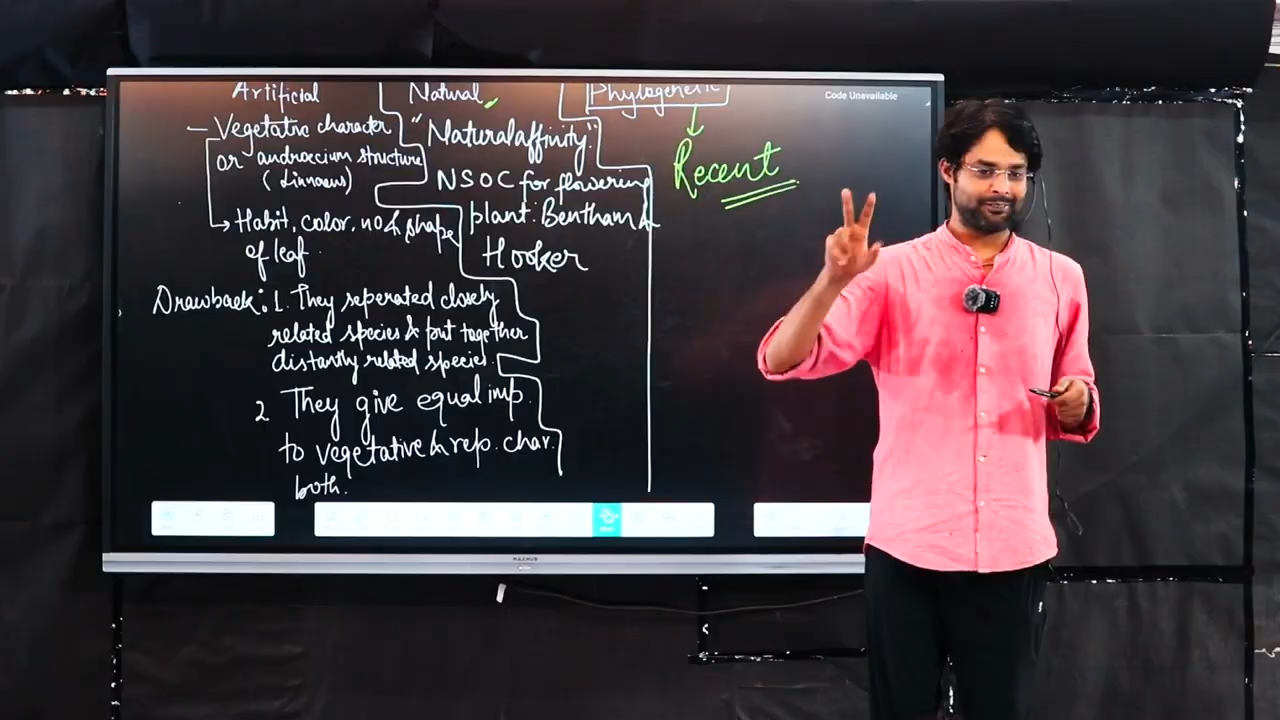 Artificial
– Vegetative character
or androecium structure
(Linnaeus)
→ Habit, color, no & shape
of leaf
Drawback: 1. They seperated closely
related species & put together
distantly related species.
2 They give equal imp.
to vegetative & rep. char.
both.
Natural
"Natural affinity".
NSOC for flowering
plant: Bentham &
Hooker
Phylogenetic
Recent
Code Unavailable
MAXHUB